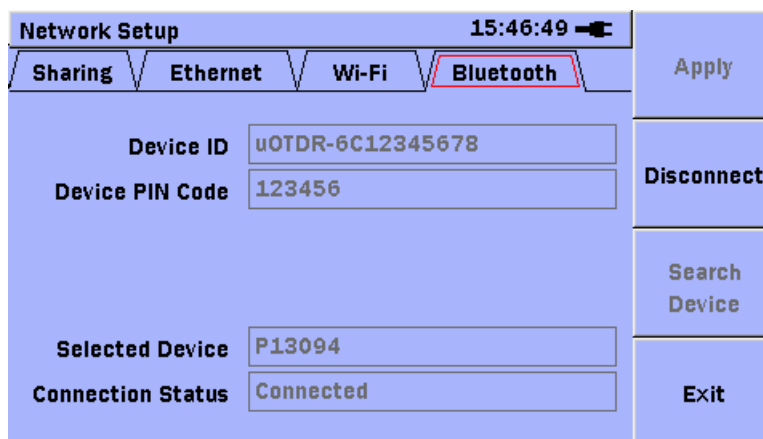 Network Setup 15:46:49
Sharing Ethernet Wi-Fi Bluetooth
Device ID uOTDR-6C12345678
Device PIN Code 123456
Selected Device P13094
Connection Status Connected
Apply
Disconnect
Search
Device
Exit